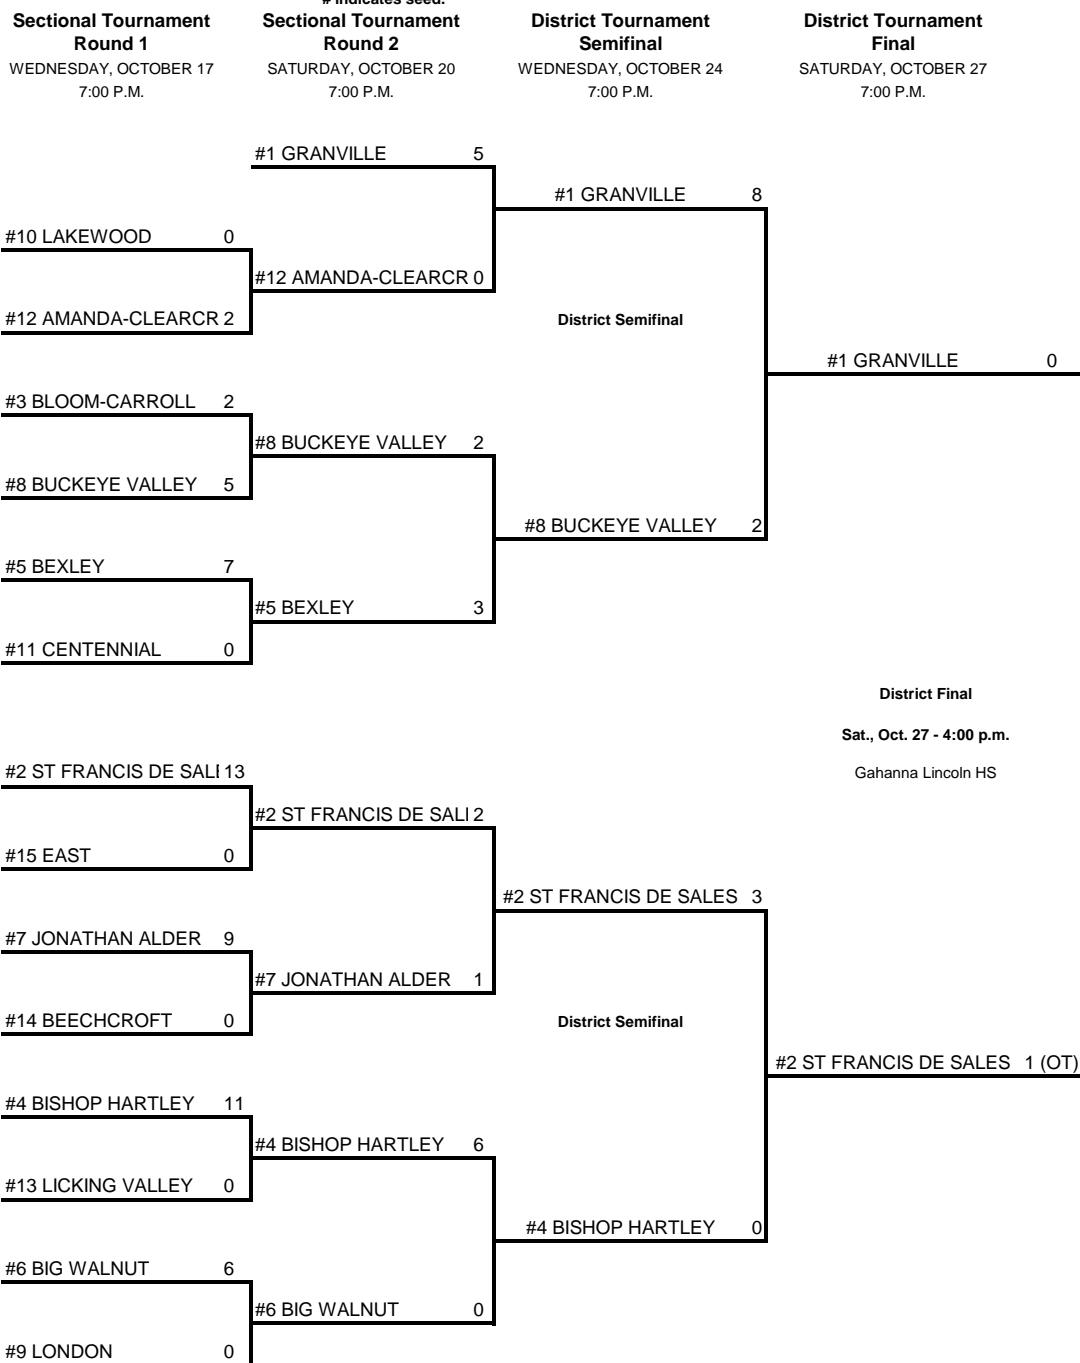 # Indicates seed.
Sectional Tournament
Round 1
WEDNESDAY, OCTOBER 17
7:00 P.M.
Sectional Tournament
Round 2
SATURDAY, OCTOBER 20
7:00 P.M.
District Tournament
Semifinal
WEDNESDAY, OCTOBER 24
7:00 P.M.
District Tournament
Final
SATURDAY, OCTOBER 27
7:00 P.M.
#1 GRANVILLE 5
#1 GRANVILLE 8
#10 LAKEWOOD 0
#12 AMANDA-CLEARCR 0
#12 AMANDA-CLEARCR 2
District Semifinal
#1 GRANVILLE 0
#3 BLOOM-CARROLL 2
#8 BUCKEYE VALLEY 2
#8 BUCKEYE VALLEY 5
#8 BUCKEYE VALLEY 2
#5 BEXLEY 7
#5 BEXLEY 3
#11 CENTENNIAL 0
District Final
Sat., Oct. 27 - 4:00 p.m.
Gahanna Lincoln HS
#2 ST FRANCIS DE SALE 13
#2 ST FRANCIS DE SALI 2
#15 EAST 0
#2 ST FRANCIS DE SALES 3
#7 JONATHAN ALDER 9
#7 JONATHAN ALDER 1
#14 BEECHCROFT 0
District Semifinal
#2 ST FRANCIS DE SALES 1 (OT)
#4 BISHOP HARTLEY 11
#4 BISHOP HARTLEY 6
#13 LICKING VALLEY 0
#4 BISHOP HARTLEY 0
#6 BIG WALNUT 6
#6 BIG WALNUT 0
#9 LONDON 0